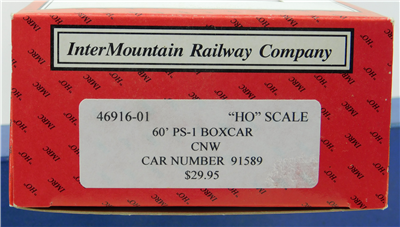 InterMountain Railway Company
46916-01 "HO" SCALE
60' PS-1 BOXCAR
CNW
CAR NUMBER 91589
$29.95